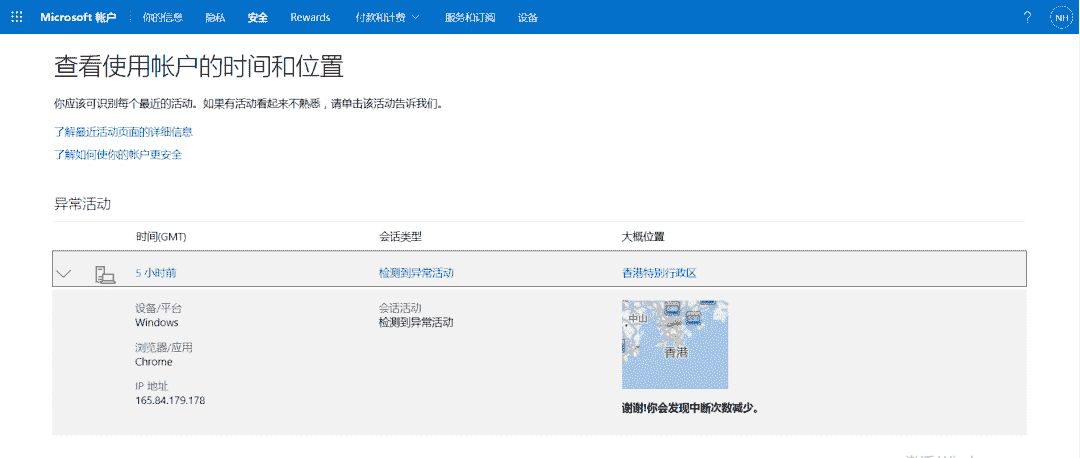 Microsoft 帐户 你的信息 隐私 安全 Rewards 付款和计费 服务和订阅 设备 ? NH
查看使用帐户的时间和位置
你应该可识别每个最近的活动。如果有活动看起来不熟悉，请单击该活动告诉我们。
了解最近活动页面的详细信息
了解如何使你的帐户更安全
异常活动
时间(GMT) 会话类型 大概位置
5 小时前 检测到异常活动 香港特别行政区
设备/平台 会话活动
Windows 检测到异常活动
中山
浏览器/应用
香港
Chrome
IP 地址
165.84.179.178
谢谢!你会发现中断次数减少。